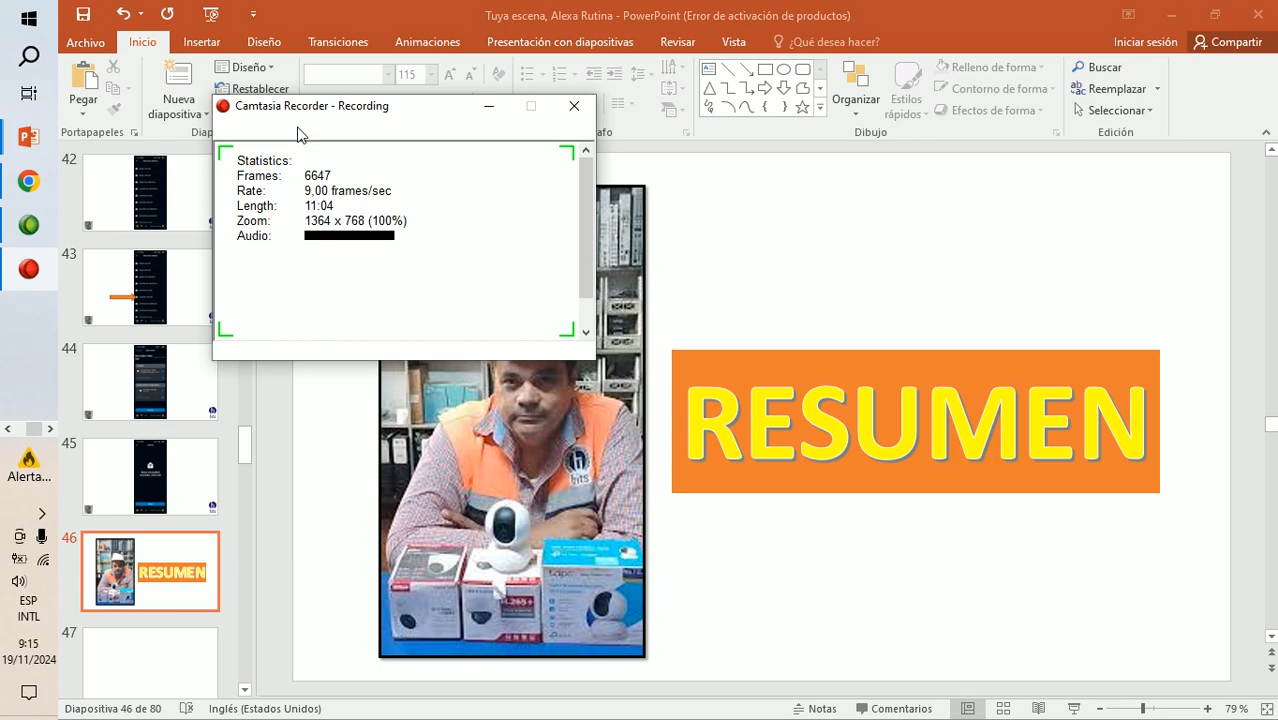 Tuya escena, Alexa Rutina - PowerPoint (Error de activación de productos)
Archivo Inicio Insertar Diseño Transiciones Animaciones Presentación con diapositivas Revisar Vista ¿Qué desea hacer? Iniciar sesión Compartir
Pegar
Portapapeles
Nueva diapositiva
Diseño
Restablecer
115
Organizar
Estilos rápidos
Relleno de forma
Contorno de forma
Efectos de forma
Dibujo
Buscar
Reemplazar
Seleccionar
Edición
Camtasia Recorder - Recording
Statistics:
Frames:
Rate: 9.00 frames/sec
Length: 11:04
Zoom: 1364 x 768 (100%)
Audio:
42
43
44
45
46
RESUMEN
47
RESUMEN
hits
H.265+
tapo
Alerta...
ESP
INTL
9:15
19/11/2024
Diapositiva 46 de 80 Inglés (Estados Unidos) Notas Comentarios 79 %